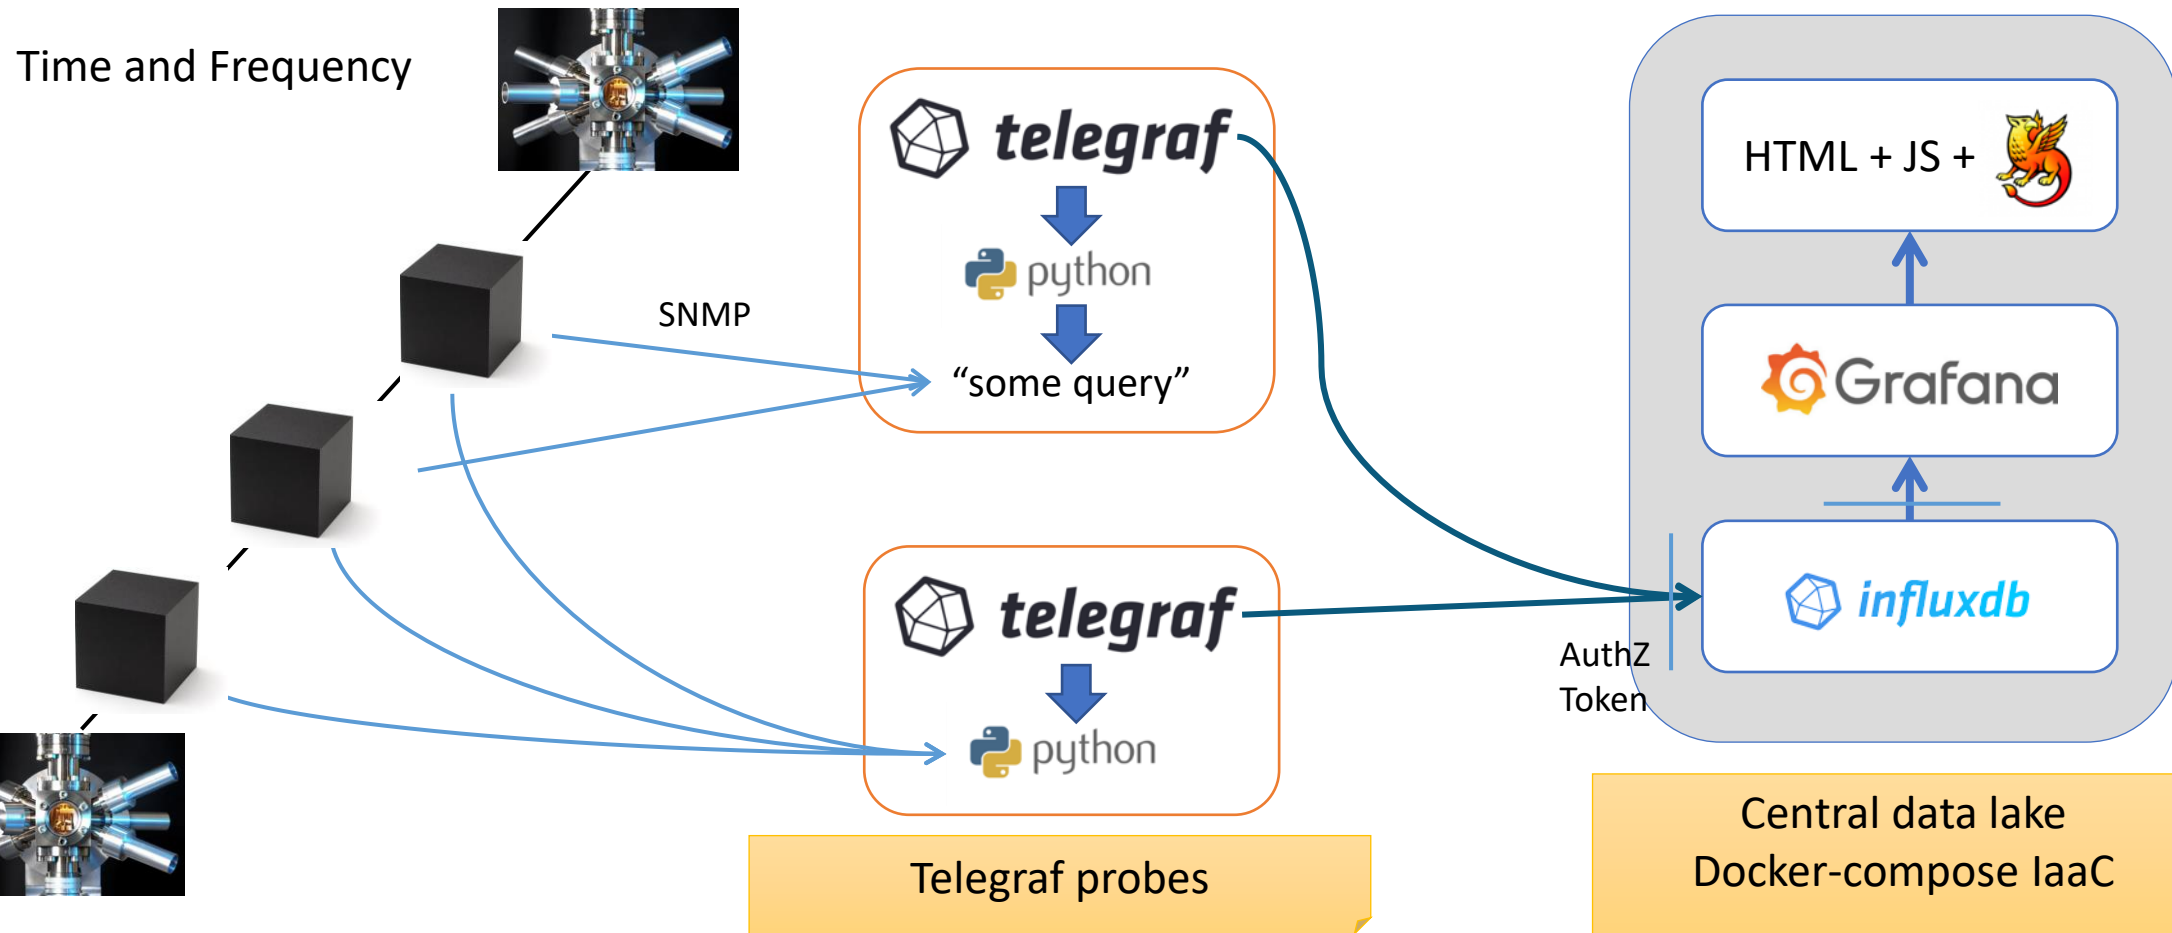 Time and Frequency
SNMP
telegraf
python
“some query”
telegraf
python
Telegraf probes
HTML + JS +
Grafana
influxdb
AuthZ
Token
Central data lake
Docker-compose IaaC